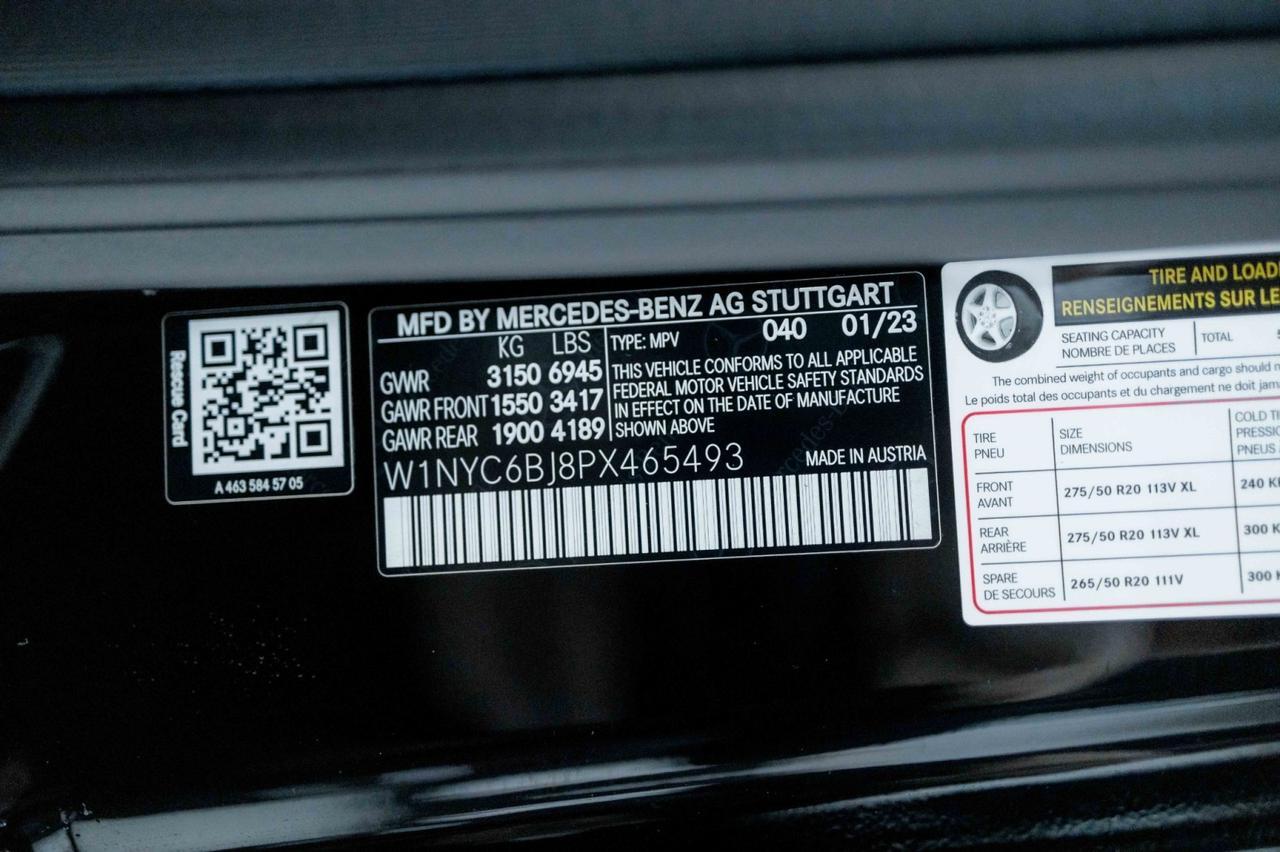 Rescue Card
A 463 584 57 05
MFD BY MERCEDES-BENZ AG STUTTGART
KG LBS
GVWR 3150 6945
GAWR FRONT 1550 3417
GAWR REAR 1900 4189
TYPE: MPV 040 01/23
THIS VEHICLE CONFORMS TO ALL APPLICABLE
FEDERAL MOTOR VEHICLE SAFETY STANDARDS
IN EFFECT ON THE DATE OF MANUFACTURE
SHOWN ABOVE
W1NYC6BJ8PX465493 MADE IN AUSTRIA
TIRE AND
RENSEIGNEMENTS SUR
SEATING CAPACITY
NOMBRE DE PLACES
TOTAL
The combined weight of occupants and cargo should
Le poids total des occupants et du chargement ne doit
TIRE
PNEU
SIZE
DIMENSIONS
COLD
PNEUS
FRONT
AVANT
275/50 R20 113V XL
240
REAR
ARRIÈRE
275/50 R20 113V XL
300
SPARE
DE SECOURS
265/50 R20 111V
300